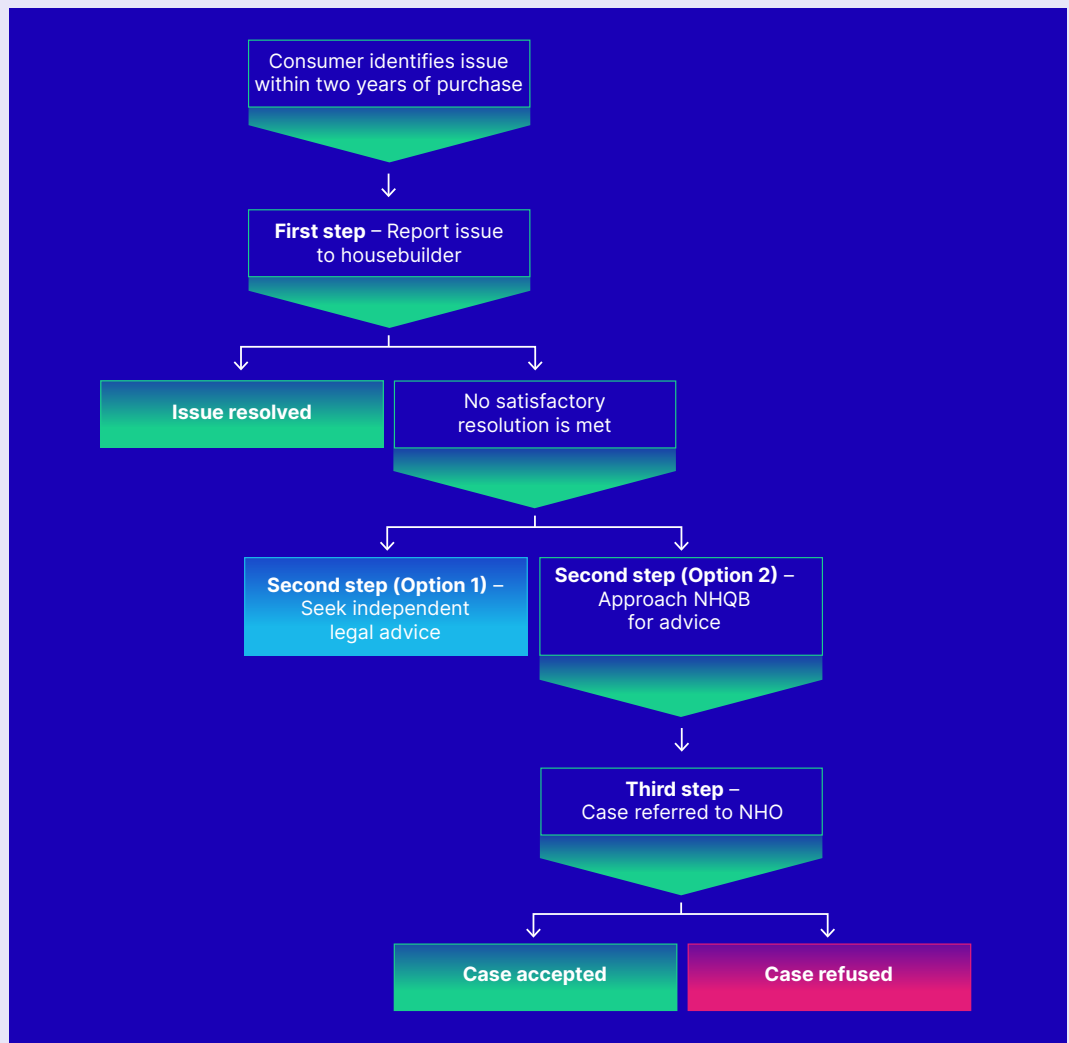 Consumer identifies issue
within two years of purchase
First step – Report issue
to housebuilder
Issue resolved
No satisfactory
resolution is met
Second step (Option 1) –
Seek independent
legal advice
Second step (Option 2) –
Approach NHQB
for advice
Third step –
Case referred to NHO
Case accepted
Case refused